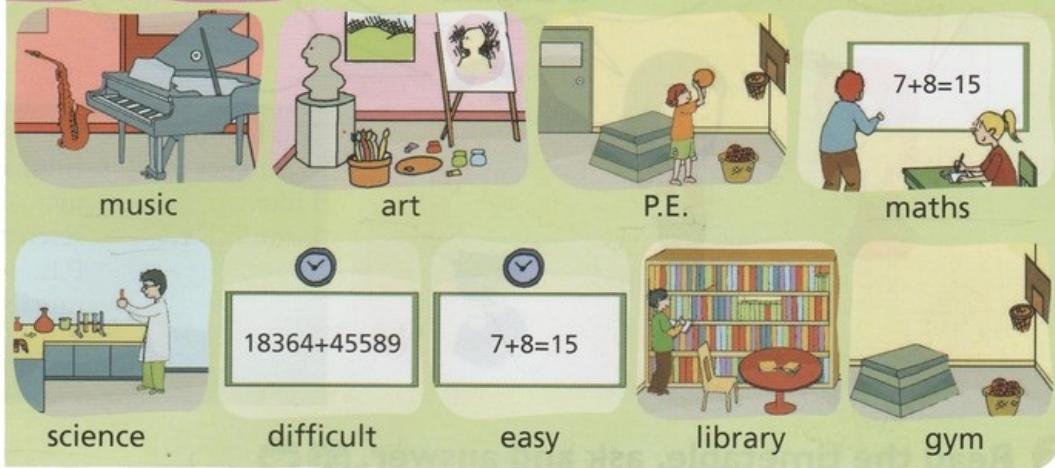 7+8=15
music art P.E. maths
18364+45589 7+8=15
science difficult easy library gym